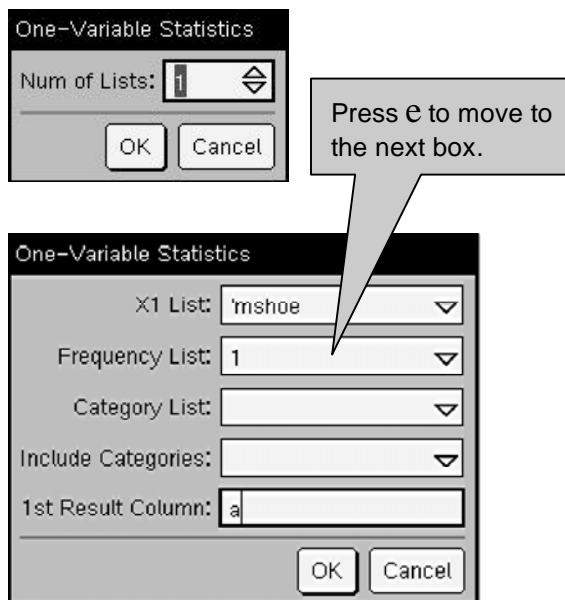 One-Variable Statistics
Num of Lists: 1
OK Cancel
Press e to move to
the next box.
One-Variable Statistics
X1 List: 'mshoe
Frequency List: 1
Category List:
Include Categories:
1st Result Column: a
OK Cancel